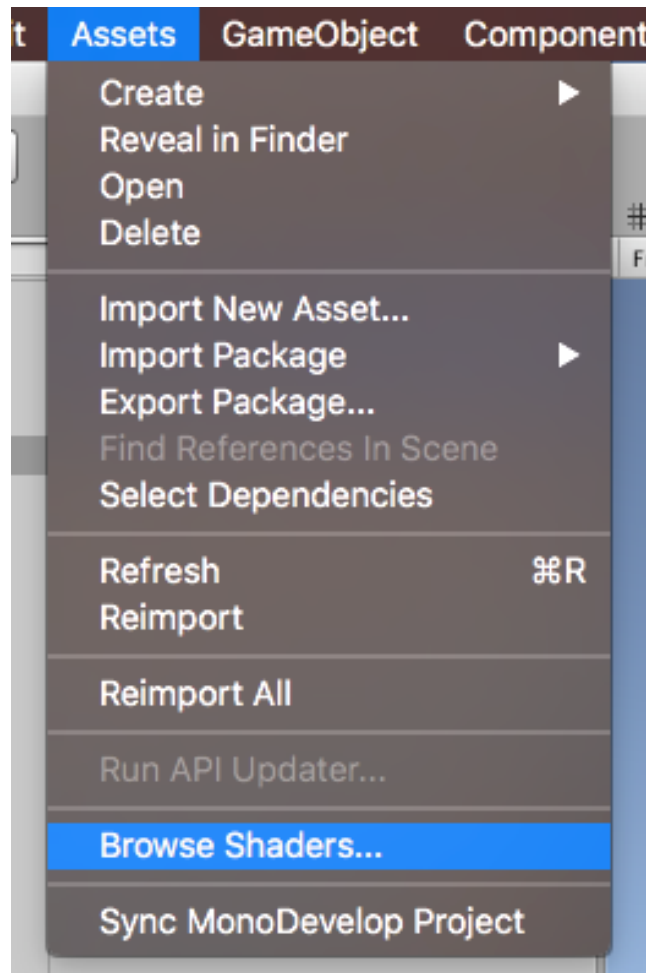 t Assets GameObject Component
Create
Reveal in Finder
Open
Delete
#
F
Import New Asset...
Import Package
Export Package...
Find References In Scene
Select Dependencies
Refresh ⌘R
Reimport
Reimport All
Run API Updater...
Browse Shaders...
Sync MonoDevelop Project